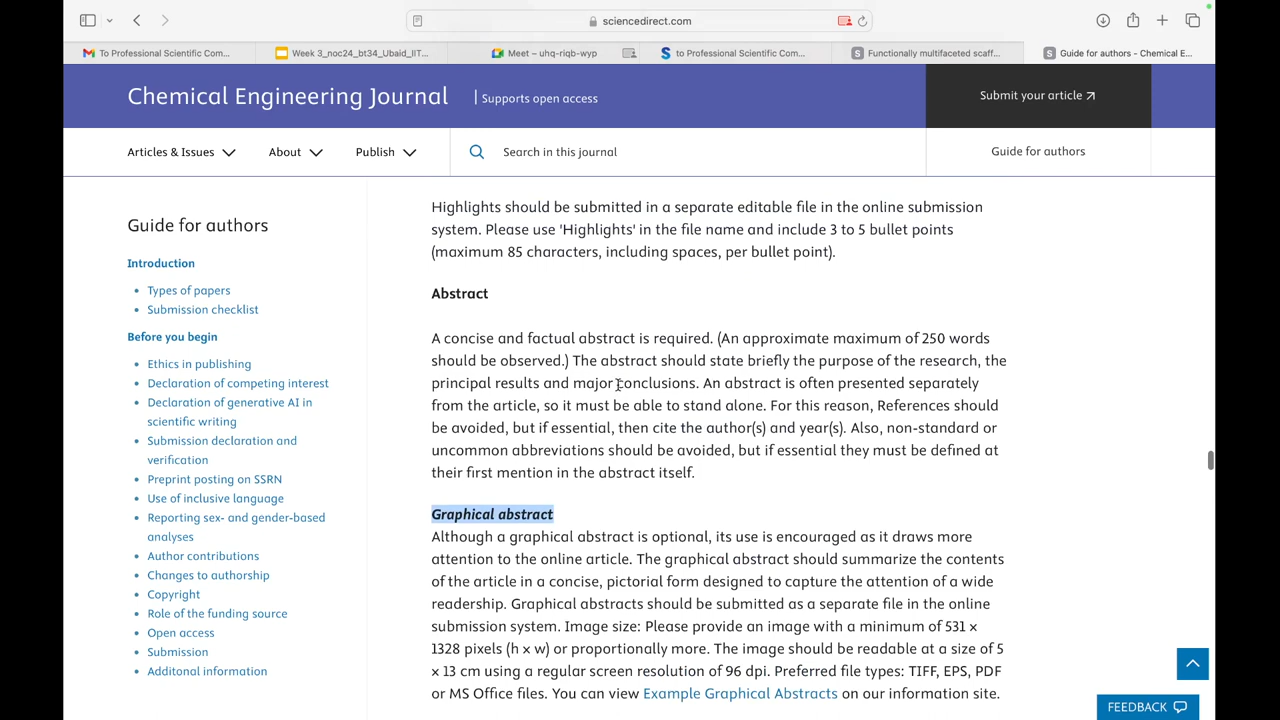 sciencedirect.com
To Professional Scientific Com...
Week 3_noc24_bt34_Ubaid_IIT...
Meet – uhq-riqb-wyp
to Professional Scientific Com...
Functionally multifaceted scaff...
Guide for authors - Chemical E...
Chemical Engineering Journal
Supports open access
Submit your article
Articles & Issues
About
Publish
Search in this journal
Guide for authors
Guide for authors
Introduction
• Types of papers
• Submission checklist
Before you begin
• Ethics in publishing
• Declaration of competing interest
• Declaration of generative AI in
scientific writing
• Submission declaration and
verification
• Preprint posting on SSRN
• Use of inclusive language
• Reporting sex- and gender-based
analyses
• Author contributions
• Changes to authorship
• Copyright
• Role of the funding source
• Open access
• Submission
• Additonal information
Highlights should be submitted in a separate editable file in the online submission
system. Please use 'Highlights' in the file name and include 3 to 5 bullet points
(maximum 85 characters, including spaces, per bullet point).
Abstract
A concise and factual abstract is required. (An approximate maximum of 250 words
should be observed.) The abstract should state briefly the purpose of the research, the
principal results and major conclusions. An abstract is often presented separately
from the article, so it must be able to stand alone. For this reason, References should
be avoided, but if essential, then cite the author(s) and year(s). Also, non-standard or
uncommon abbreviations should be avoided, but if essential they must be defined at
their first mention in the abstract itself.
Graphical abstract
Although a graphical abstract is optional, its use is encouraged as it draws more
attention to the online article. The graphical abstract should summarize the contents
of the article in a concise, pictorial form designed to capture the attention of a wide
readership. Graphical abstracts should be submitted as a separate file in the online
submission system. Image size: Please provide an image with a minimum of 531 ×
1328 pixels (h × w) or proportionally more. The image should be readable at a size of 5
× 13 cm using a regular screen resolution of 96 dpi. Preferred file types: TIFF, EPS, PDF
or MS Office files. You can view Example Graphical Abstracts on our information site.
FEEDBACK